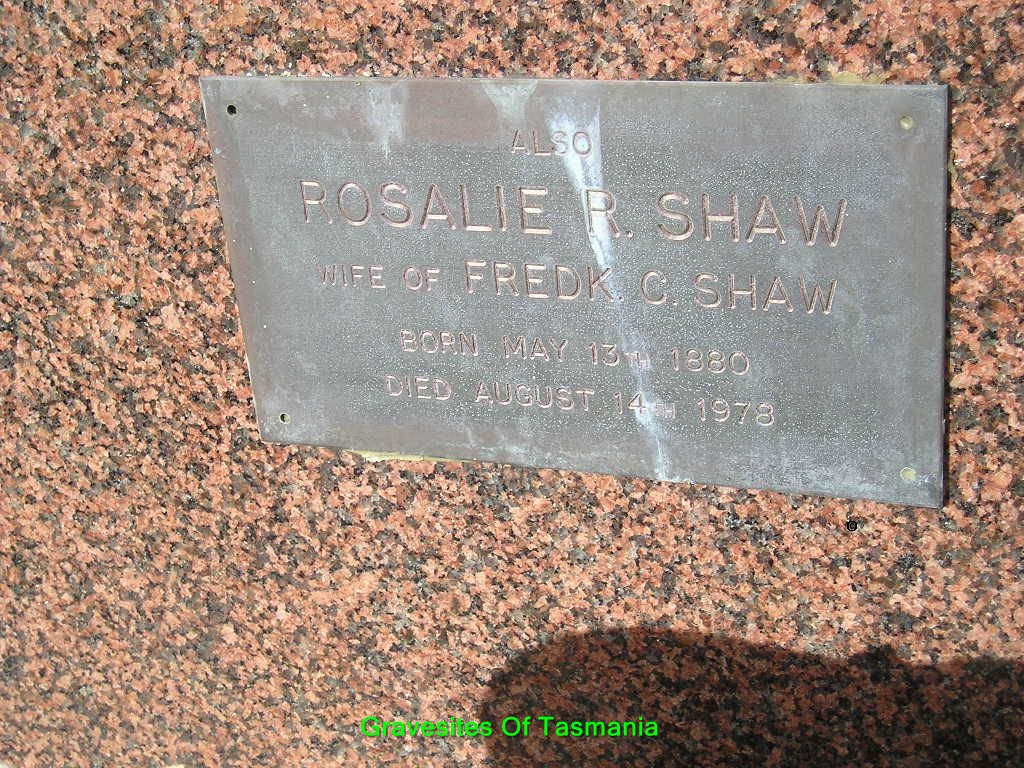 ALSO
ROSALIE R. SHAW
WIFE OF FREDK. C. SHAW
BORN MAY 13TH 1880
DIED AUGUST 14TH 1978
Gravesites Of Tasmania